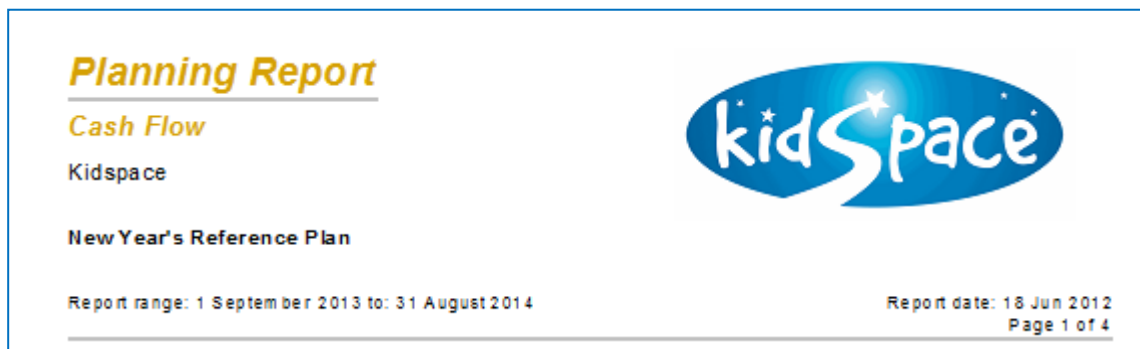 Planning Report
Cash Flow
Kidspace
New Year's Reference Plan
kidSpace
Report range: 1 September 2013 to: 31 August 2014
Report date: 18 Jun 2012
Page 1 of 4